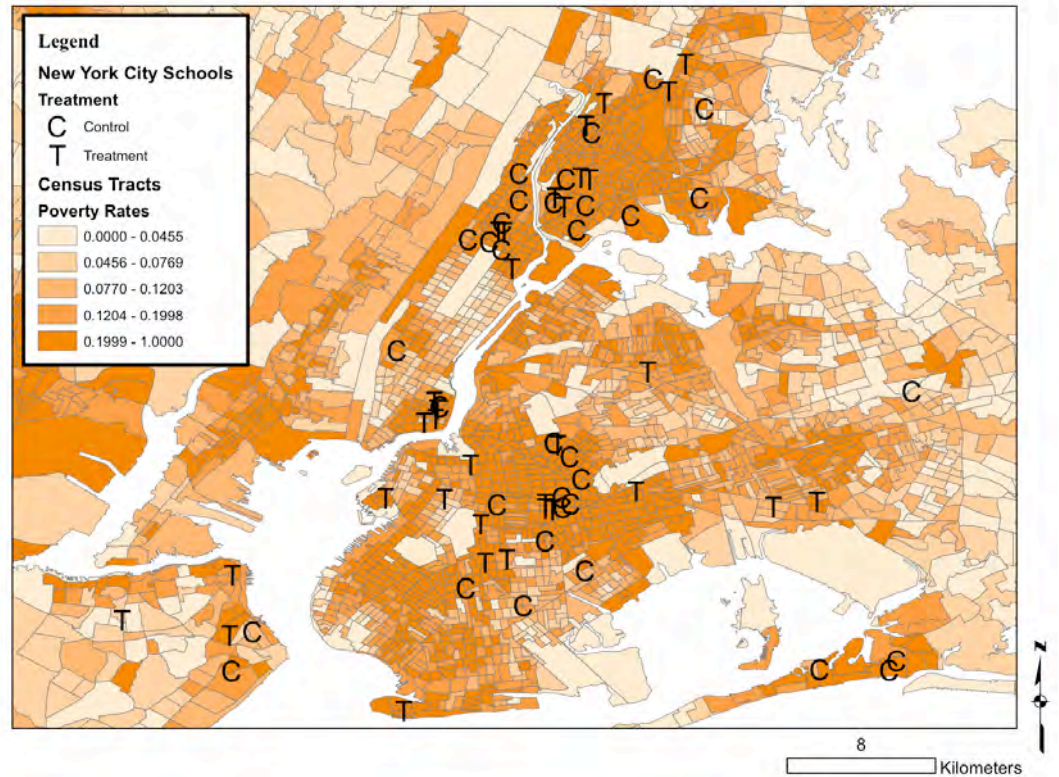 Legend
New York City Schools
Treatment
C Control
T Treatment
Census Tracts
Poverty Rates
0.0000 - 0.0455
0.0456 - 0.0769
0.0770 - 0.1203
0.1204 - 0.1998
0.1999 - 1.0000
N
8
Kilometers